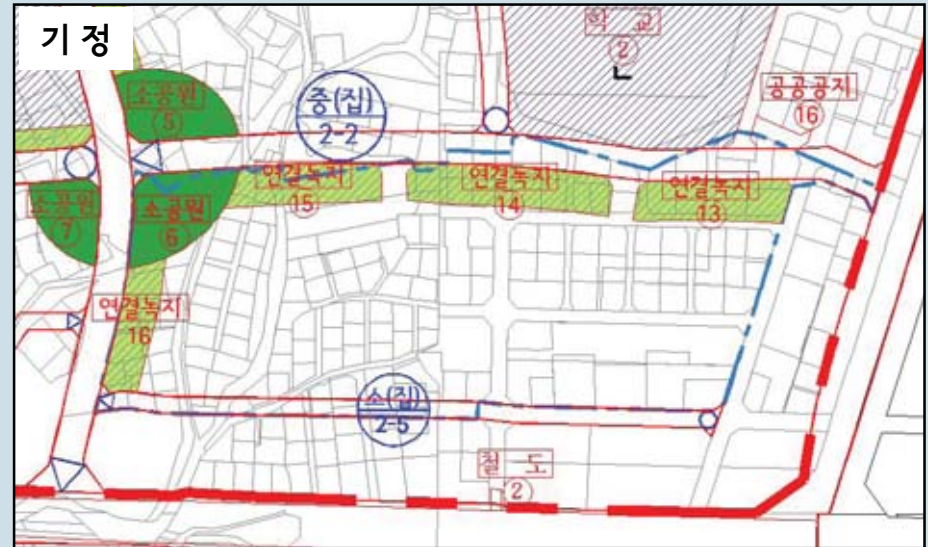 기 정
학 교
2
소공원
5
중(집)
2-2
공공공지
16
소공원
7
소공원
6
연결녹지
15
연결녹지
14
연결녹지
13
연결녹지
16
소(집)
2-5
철 도
2